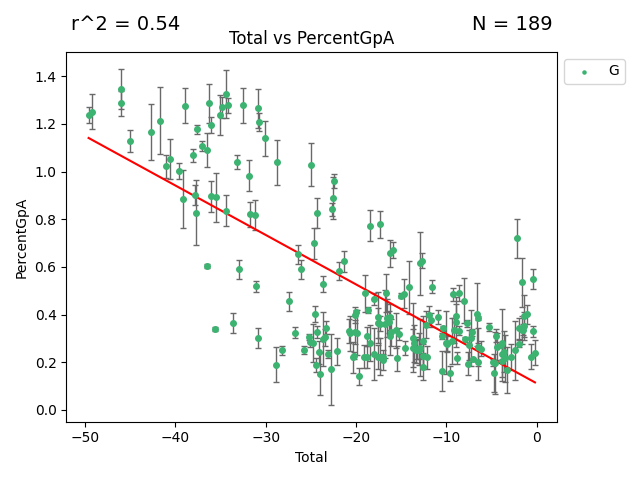 r^2 = 0.54
N = 189
Total vs PercentGpA
G
PercentGpA
1.4
1.2
1.0
0.8
0.6
0.4
0.2
0.0
−50
−40
−30
−20
−10
0
Total